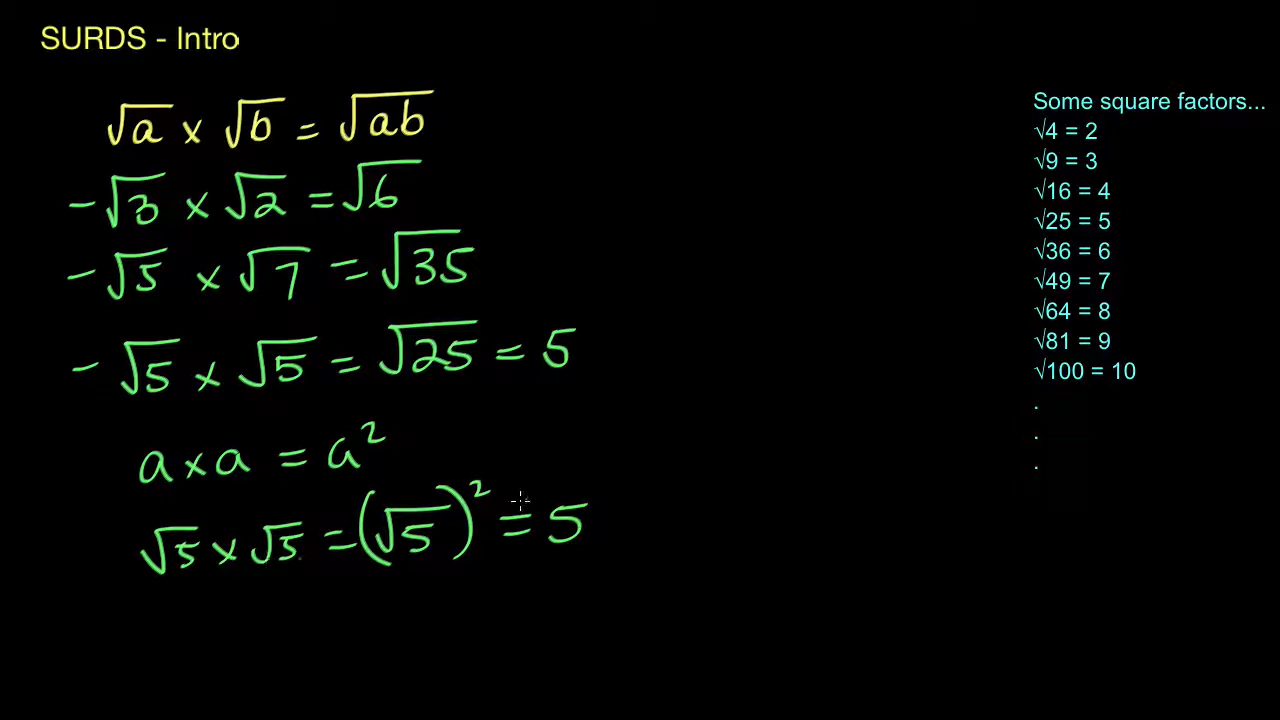 SURDS - Intro
√a × √b = √ab
- √3 × √2 = √6
- √5 × √7 = √35
- √5 × √5 = √25 = 5
a × a = a²
√5 × √5 = (√5)² = 5
Some square factors...
√4 = 2
√9 = 3
√16 = 4
√25 = 5
√36 = 6
√49 = 7
√64 = 8
√81 = 9
√100 = 10
.
.
.